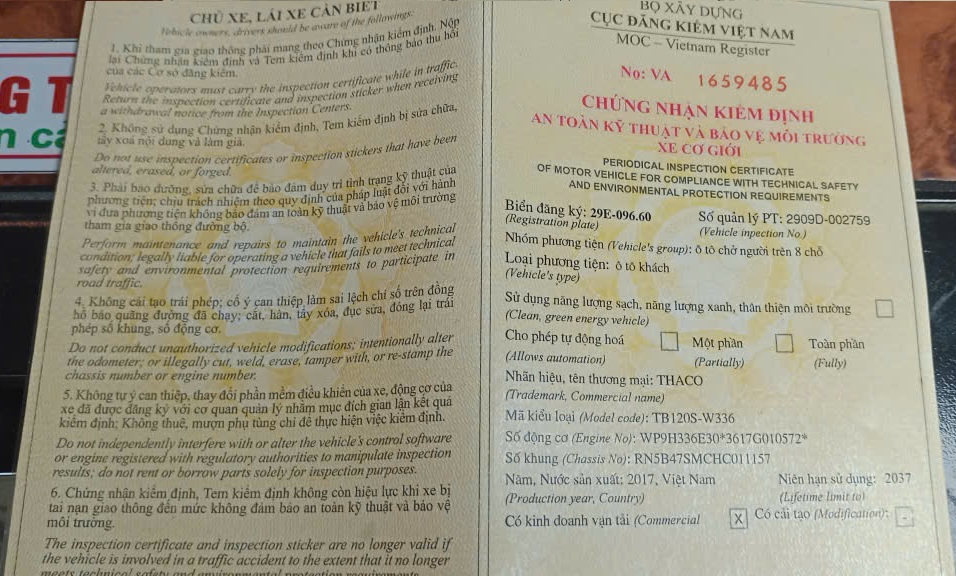 G T
n cả
CHỦ XE, LÁI XE CẦN BIẾT
Vehicle owners, drivers should be aware of the followings:
1. Khi tham gia giao thông phải mang theo Chứng nhận kiểm định. Nộp
lại Chứng nhận kiểm định và Tem kiểm định khi có thông báo thu hồi
của các Cơ sở đăng kiểm.
Vehicle operators must carry the inspection certificate while in traffic.
Return the inspection certificate and inspection sticker when receiving
a withdrawal notice from the Inspection Centers.
2. Không sử dụng Chứng nhận kiểm định, Tem kiểm định bị sửa chữa,
tẩy xoá nội dung và làm giả.
Do not use inspection certificates or inspection stickers that have been
altered, erased, or forged.
3. Phải bảo dưỡng, sửa chữa để bảo đảm duy trì tình trạng kỹ thuật của
phương tiện; chịu trách nhiệm theo quy định của pháp luật đối với hành
vi đưa phương tiện không bảo đảm an toàn kỹ thuật và bảo vệ môi trường
tham gia giao thông đường bộ.
Perform maintenance and repairs to maintain the vehicle's technical
condition; legally liable for operating a vehicle that fails to meet technical
safety and environmental protection requirements to participate in
road traffic.
4. Không cải tạo trái phép; cố ý can thiệp làm sai lệch chỉ số trên đồng
hồ báo quãng đường đã chạy; cắt, hàn, tẩy xóa, đục sửa, đóng lại trái
phép số khung, số động cơ.
Do not conduct unauthorized vehicle modifications; intentionally alter
the odometer; or illegally cut, weld, erase, tamper with, or re-stamp the
chassis number or engine number.
5. Không tự ý can thiệp, thay đổi phần mềm điều khiển của xe, động cơ của
xe đã được đăng ký với cơ quan quản lý nhằm mục đích gian lận kết quả
kiểm định; Không thuê, mượn phụ tùng chỉ để thực hiện việc kiểm định.
Do not independently interfere with or alter the vehicle's control software
or engine registered with regulatory authorities to manipulate inspection
results; do not rent or borrow parts solely for inspection purposes.
6. Chứng nhận kiểm định, Tem kiểm định không còn hiệu lực khi xe bị
tai nạn giao thông đến mức không đảm bảo an toàn kỹ thuật và bảo vệ
môi trường.
The inspection certificate and inspection sticker are no longer valid if
the vehicle is involved in a traffic accident to the extent that it no longer
meets technical safety and environmental protection requirements.
BỘ XÂY DỰNG
CỤC ĐĂNG KIỂM VIỆT NAM
MOC – Vietnam Register
No: VA 1659485
CHỨNG NHẬN KIỂM ĐỊNH
AN TOÀN KỸ THUẬT VÀ BẢO VỆ MÔI TRƯỜNG
XE CƠ GIỚI
PERIODICAL INSPECTION CERTIFICATE
OF MOTOR VEHICLE FOR COMPLIANCE WITH TECHNICAL SAFETY
AND ENVIRONMENTAL PROTECTION REQUIREMENTS
Biển đăng ký: 29E-096.60 Số quản lý PT: 2909D-002759
(Registration plate) (Vehicle inpection No.)
Nhóm phương tiện (Vehicle's group): ô tô chở người trên 8 chỗ
Loại phương tiện: ô tô khách
(Vehicle's type)
Sử dụng năng lượng sạch, năng lượng xanh, thân thiện môi trường
(Clean, green energy vehicle)
Cho phép tự động hoá Một phần Toàn phần
(Allows automation) (Partially) (Fully)
Nhãn hiệu, tên thương mại: THACO
(Trademark, Commercial name)
Mã kiểu loại (Model code): TB120S-W336
Số động cơ (Engine No): WP9H336E30*3617G010572*
Số khung (Chassis No): RN5B47SMCHC011157
Năm, Nước sản xuất: 2017, Việt Nam Niên hạn sử dụng: 2037
(Production year, Country) (Lifetime limit to)
Có kinh doanh vận tải (Commercial X Có cải tạo (Modification): -